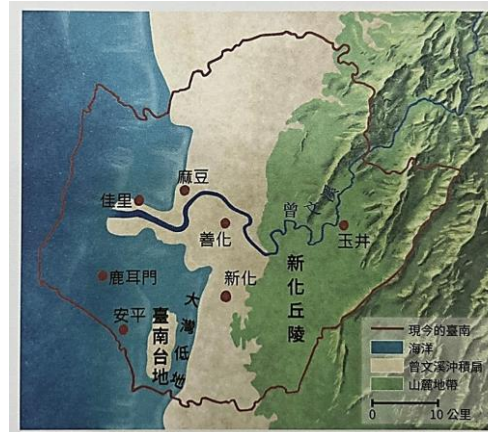 麻豆
佳里
曾文溪
善化
玉井
鹿耳門
新化
新化丘陵
大灣低地
安平
臺南台地
現今的臺南
海洋
曾文溪沖積扇
山麓地帶
0 10 公里